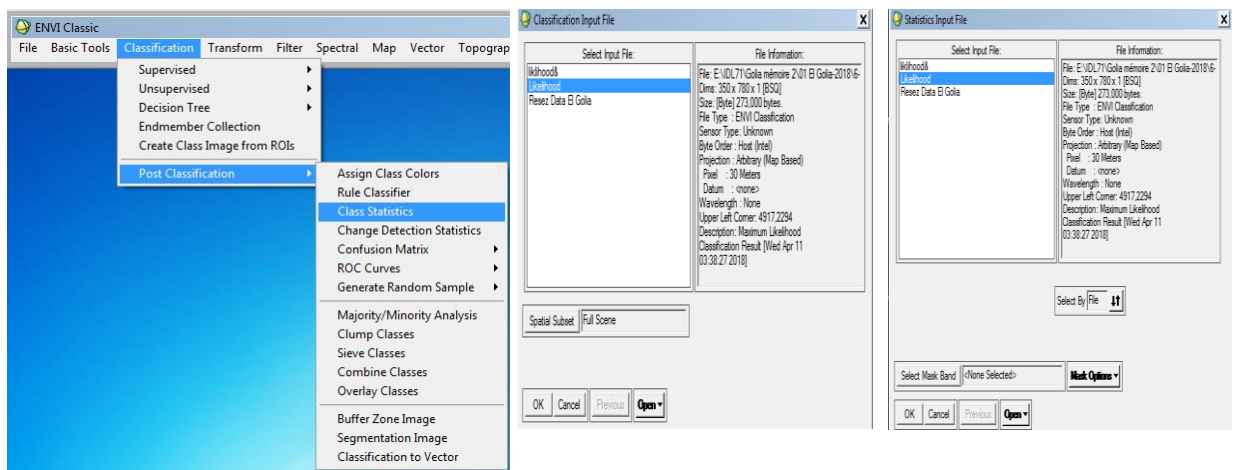 ENVI Classic
File Basic Tools Classification Transform Filter Spectral Map Vector Topograp
Supervised
Unsupervised
Decision Tree
Endmember Collection
Create Class Image from ROIs
Post Classification
Assign Class Colors
Rule Classifier
Class Statistics
Change Detection Statistics
Confusion Matrix
ROC Curves
Generate Random Sample
Majority/Minority Analysis
Clump Classes
Sieve Classes
Combine Classes
Overlay Classes
Buffer Zone Image
Segmentation Image
Classification to Vector
Classification Input File
X
Select Input File:
liklihood&
Likelihood
Resez Data El Golia
File Information:
File: E:\IDL71\Golia mémoire 2\01 El Golia-2018\6-
Dims: 350 x 780 x 1 [BSQ]
Size: [Byte] 273,000 bytes.
File Type : ENVI Classification
Sensor Type: Unknown
Byte Order : Host (Intel)
Projection : Arbitrary (Map Based)
Pixel : 30 Meters
Datum : <none>
Wavelength : None
Upper Left Corner: 4917,2294
Description: Maximum Likelihood
Classification Result [Wed Apr 11
03:38:27 2018]
Spatial Subset Full Scene
OK Cancel Previous Open
Statistics Input File
X
Select Input File:
liklihood&
Likelihood
Resez Data El Golia
File Information:
File: E:\IDL71\Golia mémoire 2\01 El Golia-2018\6-
Dims: 350 x 780 x 1 [BSQ]
Size: [Byte] 273,000 bytes.
File Type : ENVI Classification
Sensor Type: Unknown
Byte Order : Host (Intel)
Projection : Arbitrary (Map Based)
Pixel : 30 Meters
Datum : <none>
Wavelength : None
Upper Left Corner: 4917,2294
Description: Maximum Likelihood
Classification Result [Wed Apr 11
03:38:27 2018]
Select By File
Select Mask Band <None Selected> Mask Options
OK Cancel Previous Open